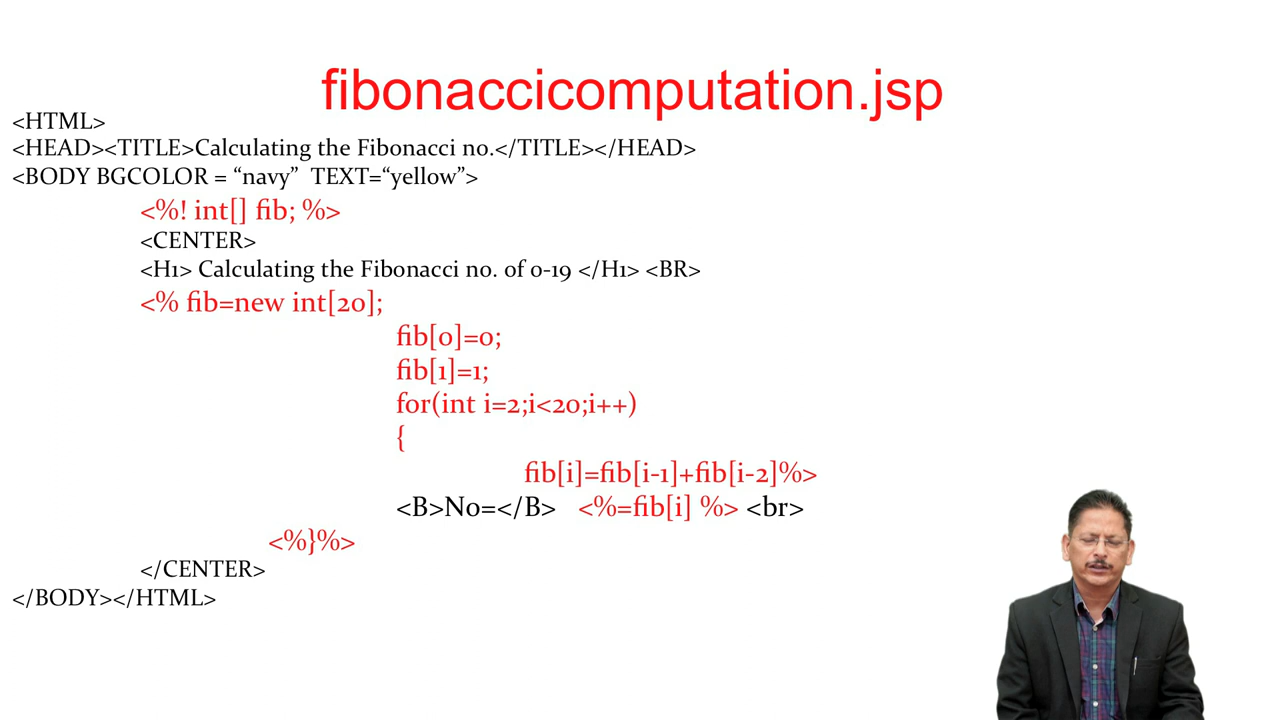 fibonaccicomputation.jsp
<HTML>
<HEAD><TITLE>Calculating the Fibonacci no.</TITLE></HEAD>
<BODY BGCOLOR = “navy”  TEXT=“yellow”>
<%! int[] fib; %>
<CENTER>
<H1> Calculating the Fibonacci no. of 0-19 </H1> <BR>
<% fib=new int[20];
fib[0]=0;
fib[1]=1;
for(int i=2;i<20;i++)
{
fib[i]=fib[i-1]+fib[i-2]%>
<B>No=</B>   <%=fib[i] %> <br>
<%}%>
</CENTER>
</BODY></HTML>